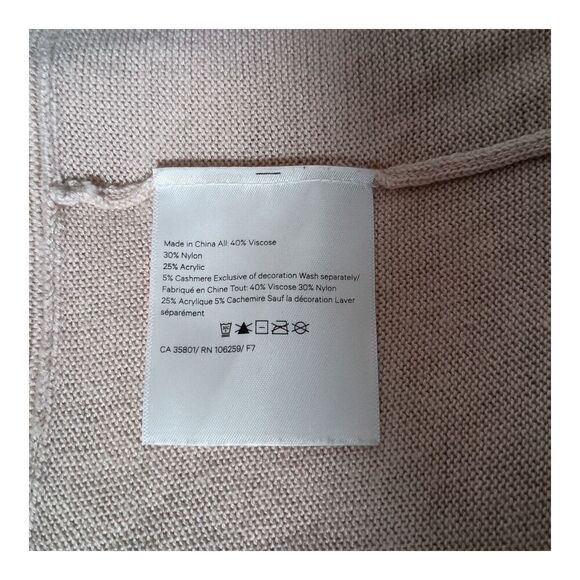 Made in China All: 40% Viscose
30% Nylon
25% Acrylic
5% Cashmere Exclusive of decoration Wash separately/
Fabriqué en Chine Tout: 40% Viscose 30% Nylon
25% Acrylique 5% Cachemire Sauf la décoration Laver
séparément
CA 35801/ RN 106259/ F7